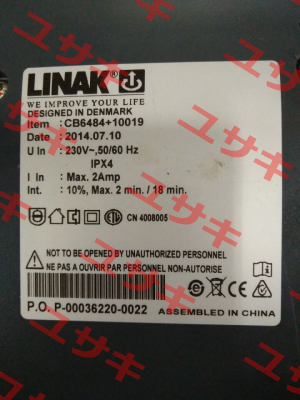 LINAK
WE IMPROVE YOUR LIFE
DESIGNED IN DENMARK
Item : CB6484+10019
Date : 2014.07.10
U In : 230V~,50/60 Hz
IPX4
I In : Max. 2Amp
Int. : 10%, Max. 2 min. / 18 min.
CN 4008005
NOT TO BE OPENED BY UNAUTHORIZED PERSONNEL
NE PAS A OUVRIR PAR PERSONNEL NON-AUTORISE
P.O. P-00036220-0022 ASSEMBLED IN CHINA
ユサキ
ユサキ
ユサキ
ユサキ
ユサキ